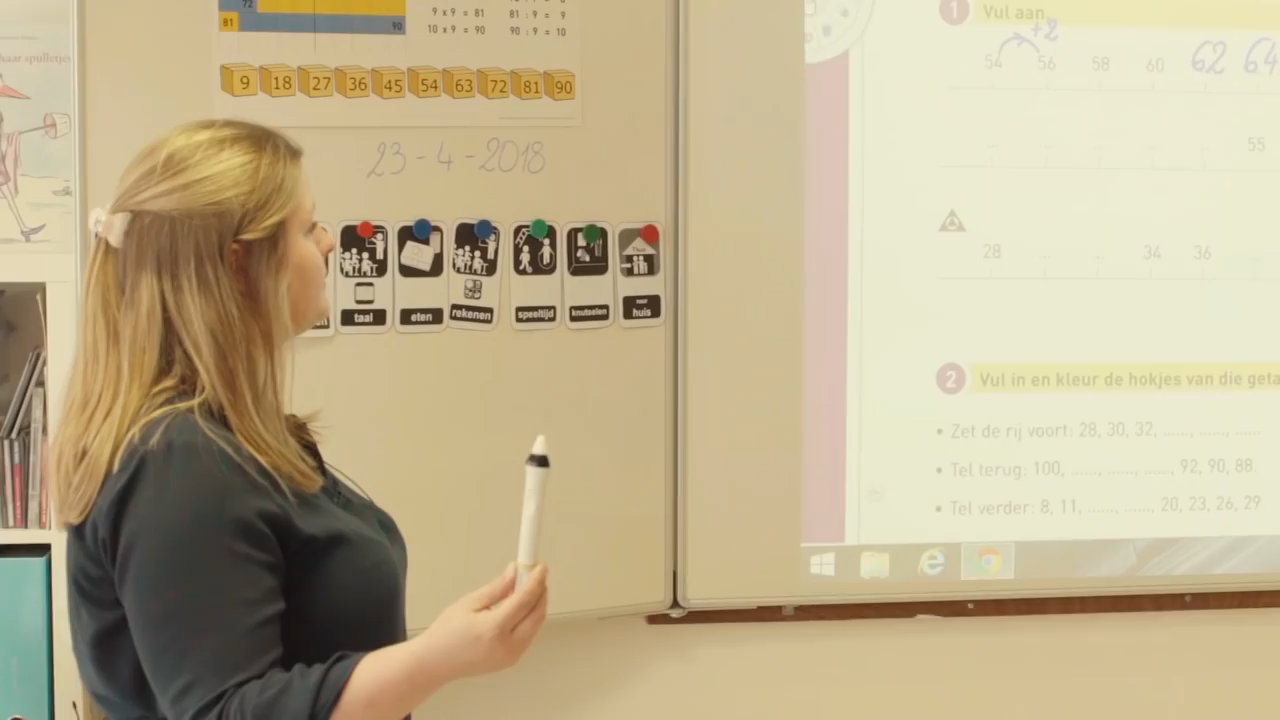 haar spulletjes
72
81
90
9 x 9 = 81
81 : 9 = 9
10 x 9 = 90
90 : 9 = 10
9 18 27 36 45 54 63 72 81 90
23-4-2018
taal
eten
rekenen
speeltijd
knutselen
naar huis
1 Vul aan.
+2
54 56 58 60 62 64
55
28 34 36
2 Vul in en kleur de hokjes van die
• Zet de rij voort: 28, 30, 32, ......, ......, ......
• Tel terug: 100, ......, ......, ......, 92, 90, 88.
• Tel verder: 8, 11, ......, ......, 20, 23, 26, 29